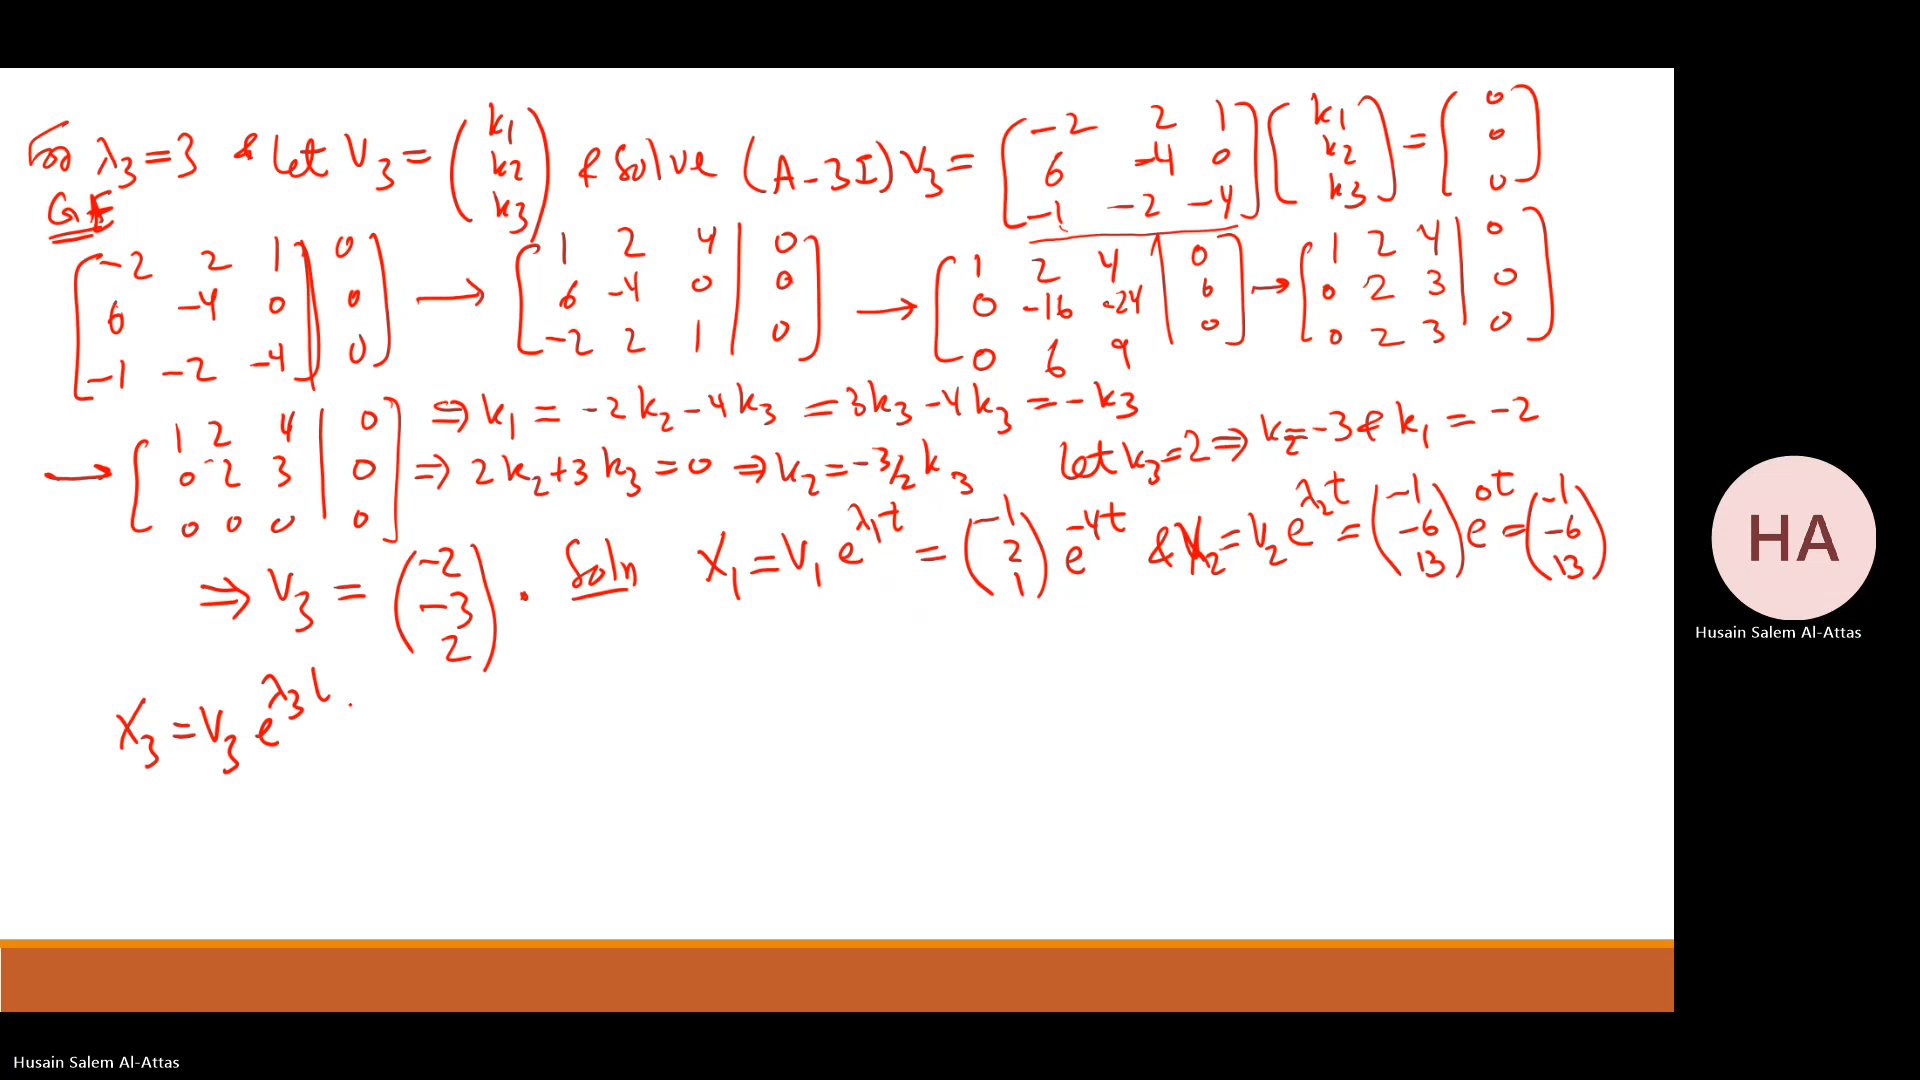 For λ3 = 3 & let V3 = (k1 k2 k3) & Solve (A - 3I) V3 = [-2 2 1; 6 -4 0; -1 -2 -4] [k1 k2 k3] = [0 0 0]
GE
[-2 2 1 | 0; 6 -4 0 | 0; -1 -2 -4 | 0] → [1 2 4 | 0; 6 -4 0 | 0; -2 2 1 | 0] → [1 2 4 | 0; 0 -16 -24 | 0; 0 6 9 | 0] → [1 2 4 | 0; 0 2 3 | 0; 0 2 3 | 0]
→ [1 2 4 | 0; 0 2 3 | 0; 0 0 0 | 0] ⇒ k1 = -2k2 - 4k3 = 3k3 - 4k3 = -k3
⇒ 2k2 + 3k3 = 0 ⇒ k2 = -3/2 k3 let k3 = 2 ⇒ k2 = -3 & k1 = -2
⇒ V3 = (-2 -3 2). Soln X1 = V1 e^λ1t = (-1 2 1) e^-4t & X2 = V2 e^λ2t = (-1 -6 13) e^0t = (-1 -6 13)
X3 = V3 e^λ3
HA
Husain Salem Al-Attas
Husain Salem Al-Attas